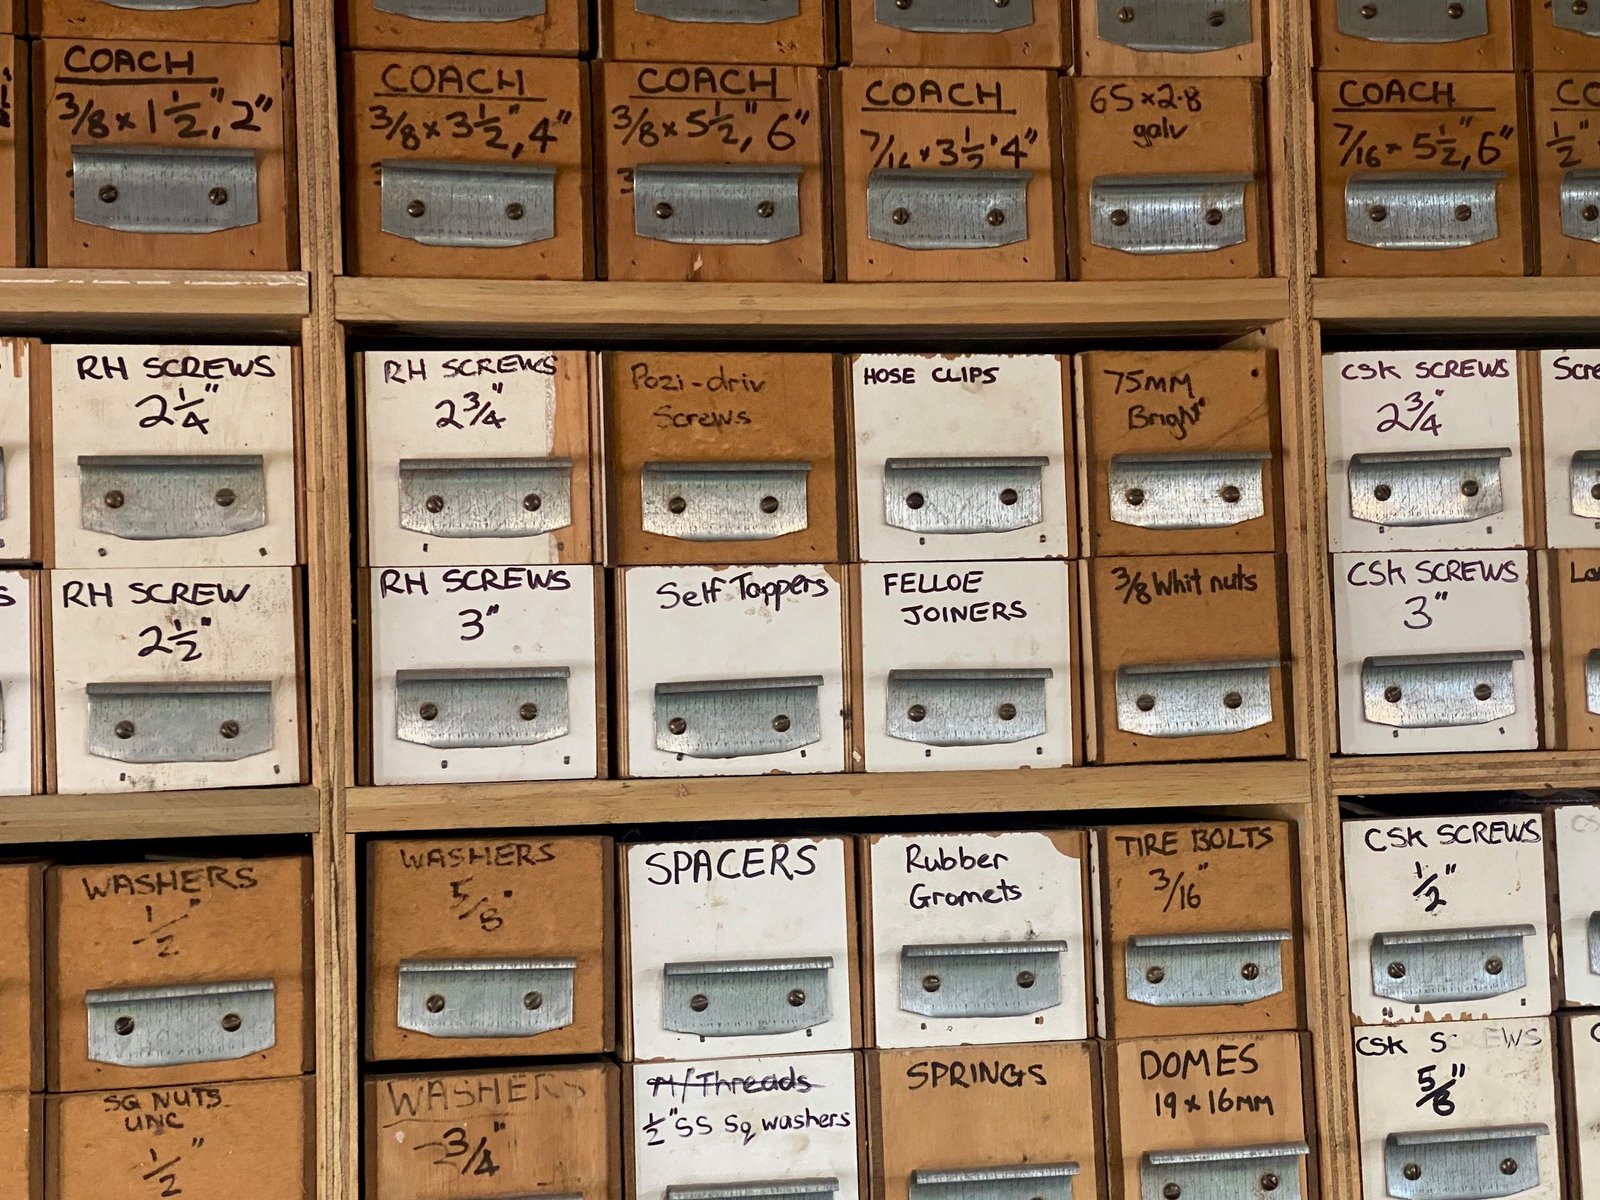 COACH
3/8 x 1 1/2", 2"
COACH
3/8 x 3 1/2", 4"
COACH
3/8 x 5 1/2", 6"
COACH
7/16 x 3 1/2" 4"
65 x 2.8
galv
COACH
7/16 x 5 1/2", 6"
CO
1/2"
RH SCREWS
2 1/4"
RH SCREWS
2 3/4"
Pozi-driv
Screws
HOSE CLIPS
75MM
Bright
CSK SCREWS
2 3/4"
Scre
S
RH SCREW
2 1/2"
RH SCREWS
3"
Self Tappers
FELLOE
JOINERS
3/8 Whit nuts
CSK SCREWS
3"
WASHERS
1/2"
WASHERS
5/8"
SPACERS
Rubber
Gromets
TIRE BOLTS
3/16"
CSK SCREWS
1/2"
SQ NUTS
UNC
1/2"
WASHERS
3/4"
M/Threads
1/2" SS Sq washers
SPRINGS
DOMES
19 x 16MM
CSK SCREWS
5/8"